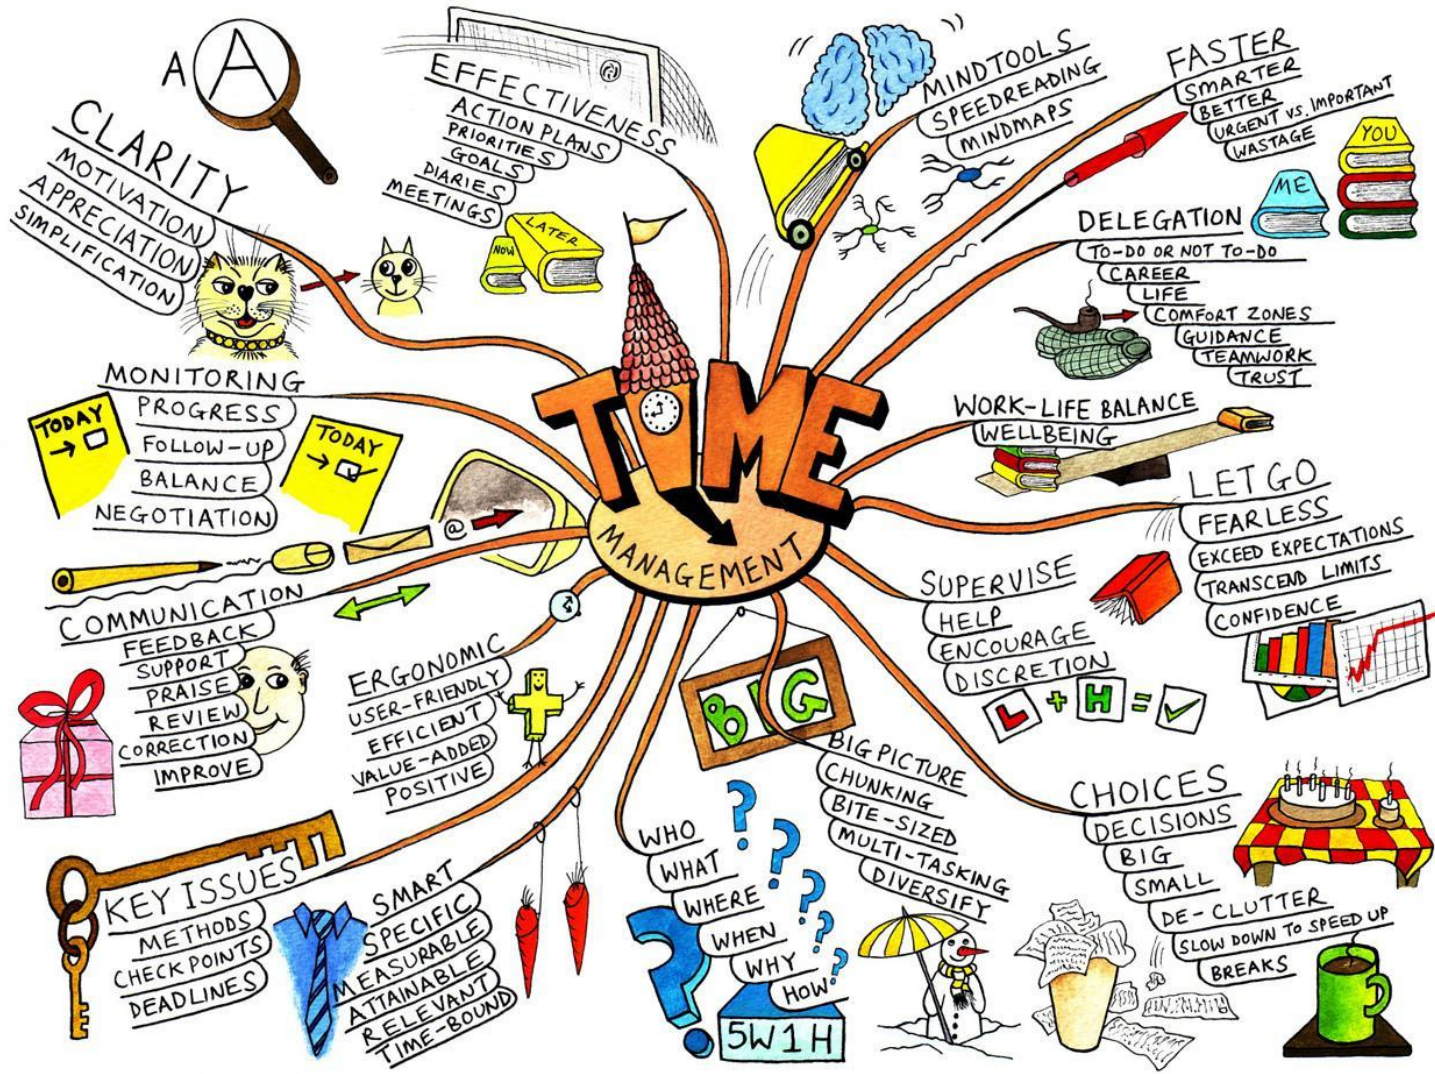 TIME
MANAGEMENT
A A
CLARITY
MOTIVATION
APPRECIATION
SIMPLIFICATION
EFFECTIVENESS
ACTION PLANS
PRIORITIES
GOALS
DIARIES
MEETINGS
NOW
LATER
MINDTOOLS
SPEEDREADING
MINDMAPS
FASTER
SMARTER
BETTER
URGENT VS. IMPORTANT
WASTAGE
YOU
ME
DELEGATION
TO-DO OR NOT TO-DO
CAREER
LIFE
COMFORT ZONES
GUIDANCE
TEAMWORK
TRUST
WORK-LIFE BALANCE
WELLBEING
LET GO
FEARLESS
EXCEED EXPECTATIONS
TRANSCEND LIMITS
CONFIDENCE
SUPERVISE
HELP
ENCOURAGE
DISCRETION
L + H = ✓
CHOICES
DECISIONS
BIG
SMALL
DE-CLUTTER
SLOW DOWN TO SPEED UP
BREAKS
BIG
BIG PICTURE
CHUNKING
BITE-SIZED
MULTI-TASKING
DIVERSIFY
WHO
WHAT
WHERE
WHEN
WHY
HOW
? ? ? ? ? ?
?
5W1H
SMART
SPECIFIC
MEASURABLE
ATTAINABLE
RELEVANT
TIME-BOUND
KEY ISSUES
METHODS
CHECK POINTS
DEADLINES
ERGONOMIC
USER-FRIENDLY
EFFICIENT
VALUE-ADDED
POSITIVE
COMMUNICATION
FEEDBACK
SUPPORT
PRAISE
REVIEW
CORRECTION
IMPROVE
@
MONITORING
PROGRESS
FOLLOW-UP
BALANCE
NEGOTIATION
TODAY
TODAY